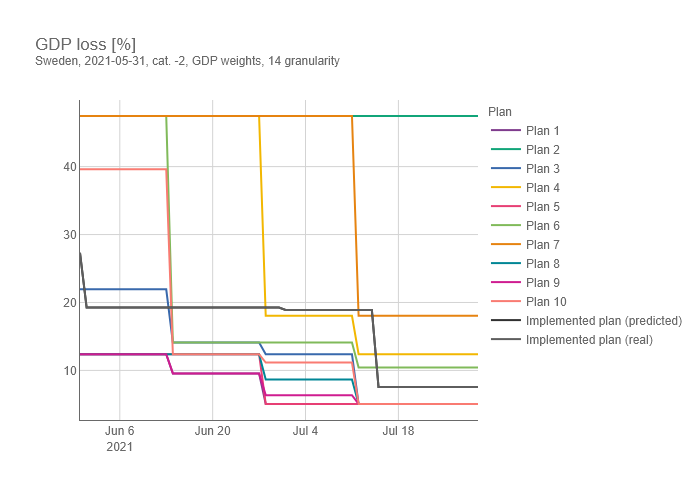 GDP loss [%]
Sweden, 2021-05-31, cat. -2, GDP weights, 14 granularity
Plan
Plan 1
Plan 2
Plan 3
Plan 4
Plan 5
Plan 6
Plan 7
Plan 8
Plan 9
Plan 10
Implemented plan (predicted)
Implemented plan (real)
40
30
20
10
Jun 6 Jun 20 Jul 4 Jul 18
2021